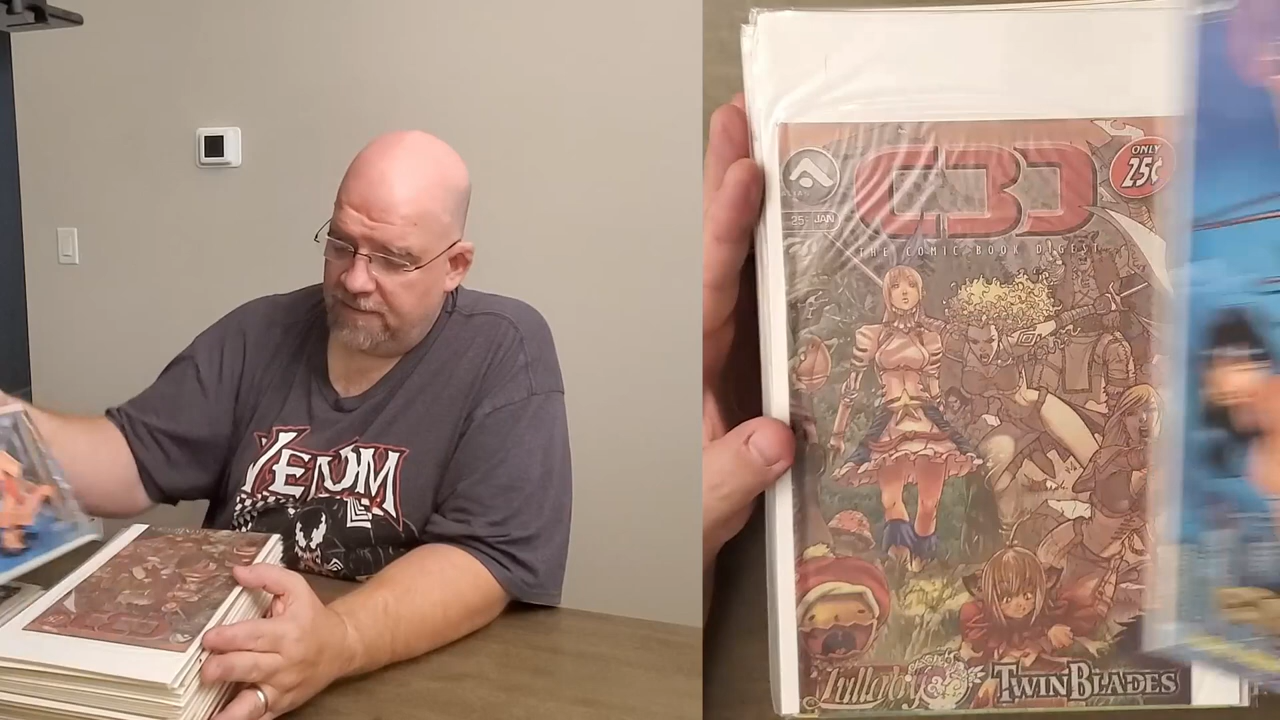 VENOM
CBD
ONLY
25¢
25¢ JAN
THE COMIC BOOK DIGEST
Lullaby
TWINBLADES